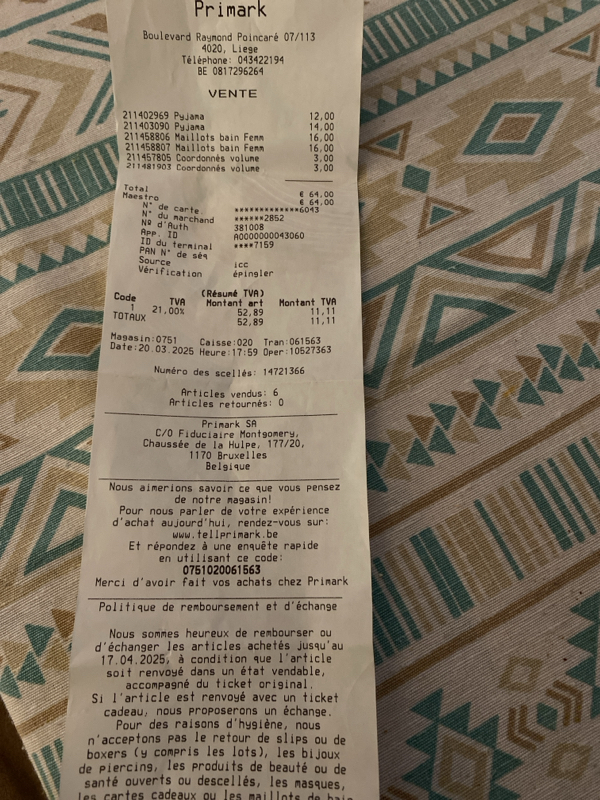 Primark
Boulevard Raymond Poincaré 07/113
4020, Liege
Téléphone: 043422194
BE 0817296264
VENTE
211402969 Pyjama 12,00
211403090 Pyjama 14,00
211458806 Maillots bain Femm 16,00
211458807 Maillots bain Femm 16,00
211457805 Coordonnés volume 3,00
211481903 Coordonnés volume 3,00
Total € 64,00
Maestro € 64,00
N° de carte ************6043
N° du marchand ******2852
Nº d'Auth 381008
App. ID A0000000043060
ID du terminal ****7159
PAN N° de séq
Source icc
Vérification épingler
(Résumé TVA)
Code TVA Montant art Montant TVA
1 21,00% 52,89 11,11
TOTAUX 52,89 11,11
Magasin:0751 Caisse:020 Tran:061563
Date:20.03.2025 Heure:17:59 Oper:10527363
Numéro des scellés: 14721366
Articles vendus: 6
Articles retournés: 0
Primark SA
C/O Fiduciaire Montgomery,
Chaussée de la Hulpe, 177/20,
1170 Bruxelles
Belgique
Nous aimerions savoir ce que vous pensez
de notre magasin!
Pour nous parler de votre expérience
d'achat aujourd'hui, rendez-vous sur:
www.tellprimark.be
Et répondez à une enquête rapide
en utilisant ce code:
0751020061563
Merci d'avoir fait vos achats chez Primark
Politique de remboursement et d'échange
Nous sommes heureux de rembourser ou
d'échanger les articles achetés jusqu'au
17.04.2025, à condition que l'article
soit renvoyé dans un état vendable,
accompagné du ticket original.
Si l'article est renvoyé avec un ticket
cadeau, nous proposerons un échange.
Pour des raisons d'hygiène, nous
n'acceptons pas le retour de slips ou de
boxers (y compris les lots), les bijoux
de piercing, les produits de beauté ou de
santé ouverts ou descellés, les masques,
les cartes cadeaux ou les maillots de bain